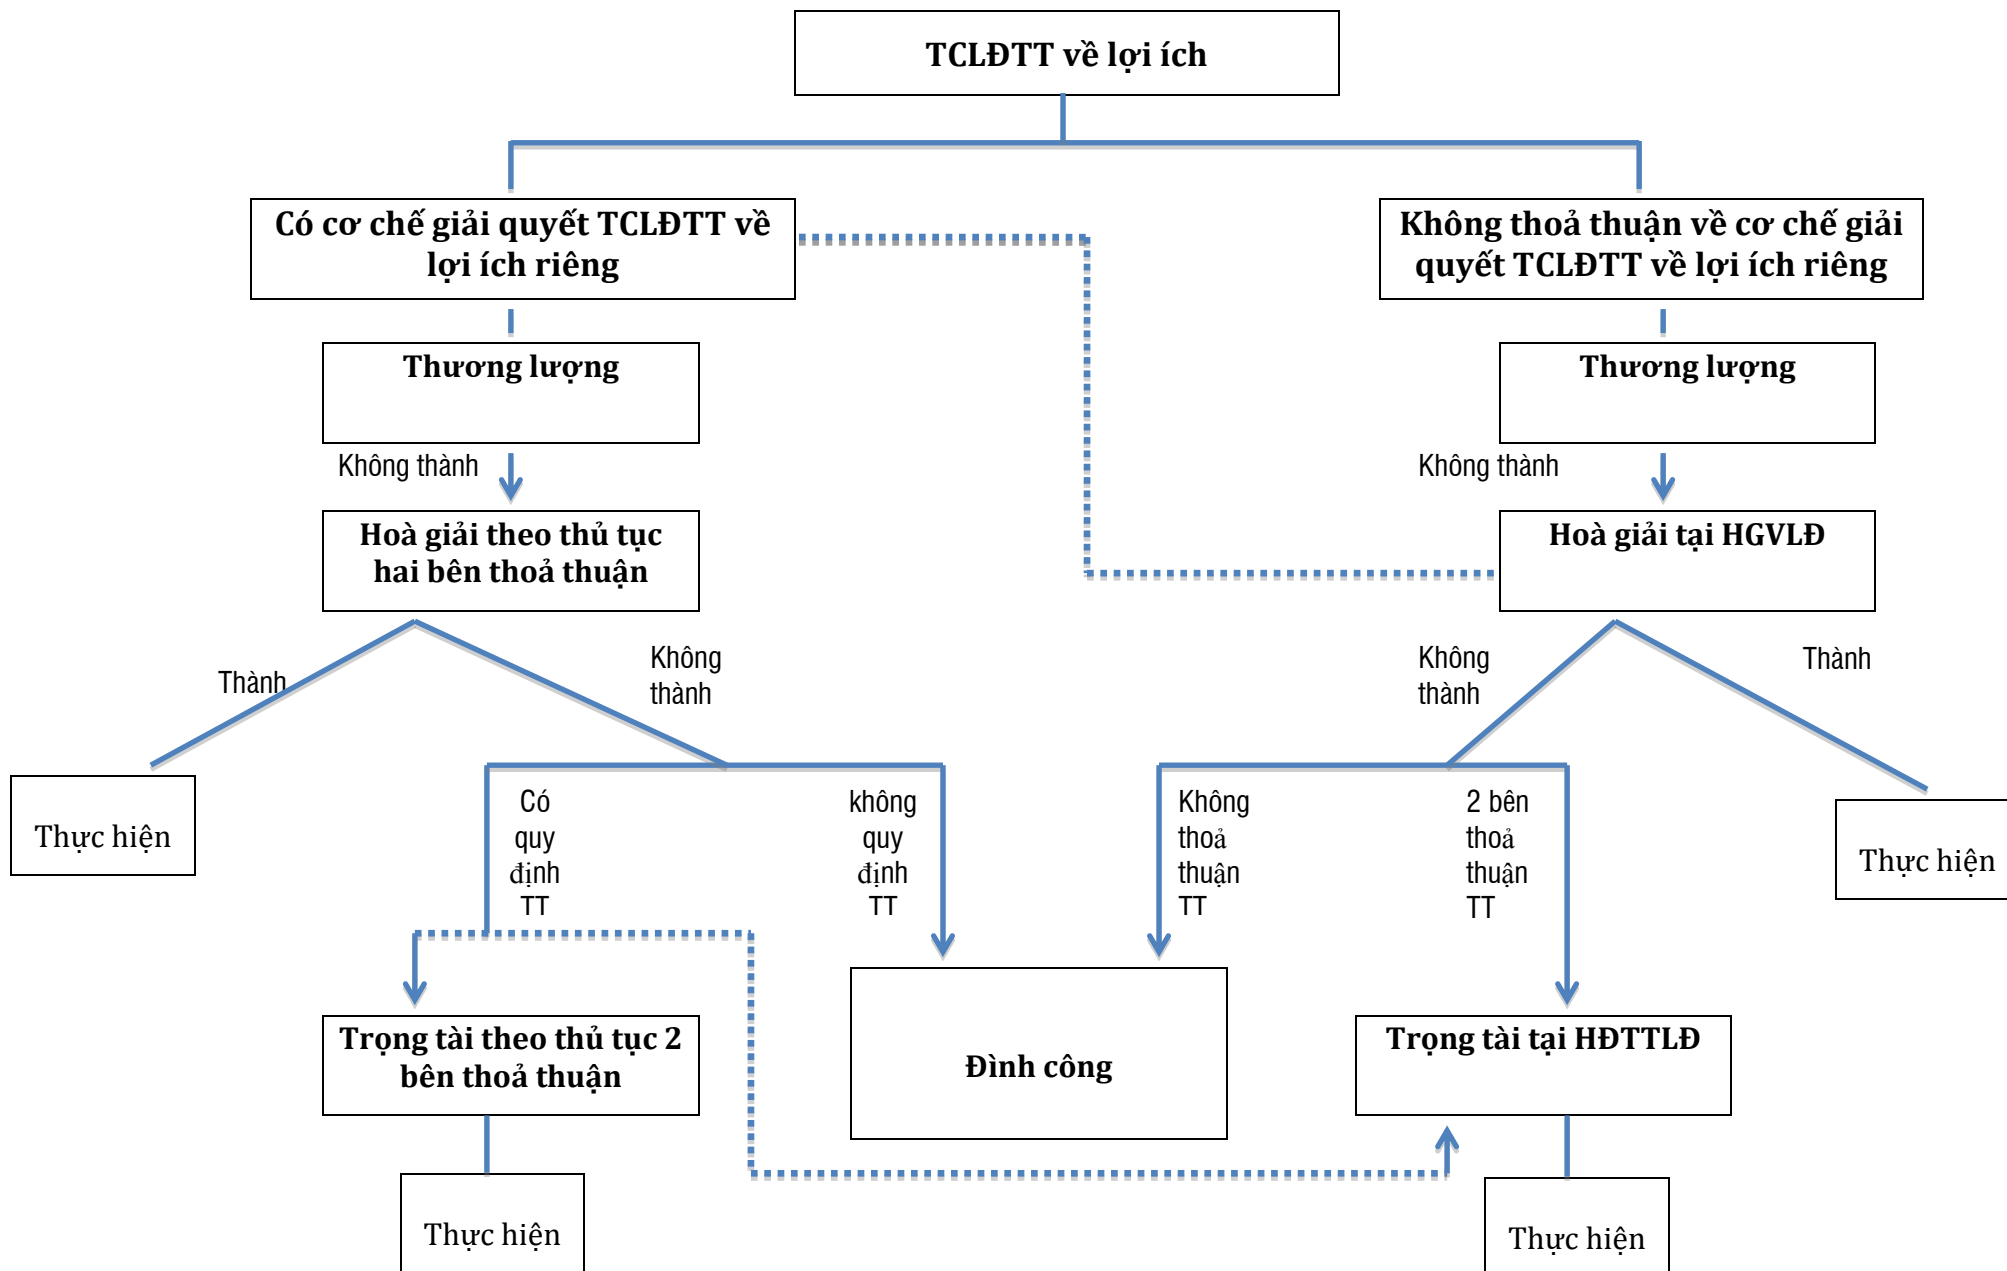 TCLĐTT về lợi ích
Có cơ chế giải quyết TCLĐTT về
lợi ích riêng
Không thoả thuận về cơ chế giải
quyết TCLĐTT về lợi ích riêng
Thương lượng
Thương lượng
Không thành
Không thành
Hoà giải theo thủ tục
hai bên thoả thuận
Hoà giải tại HGVLĐ
Thành
Không
thành
Không
thành
Thành
Thực hiện
Có
quy
định
TT
không
quy
định
TT
Không
thoả
thuận
TT
2 bên
thoả
thuận
TT
Thực hiện
Trọng tài theo thủ tục 2
bên thoả thuận
Đình công
Trọng tài tại HĐTTLĐ
Thực hiện
Thực hiện